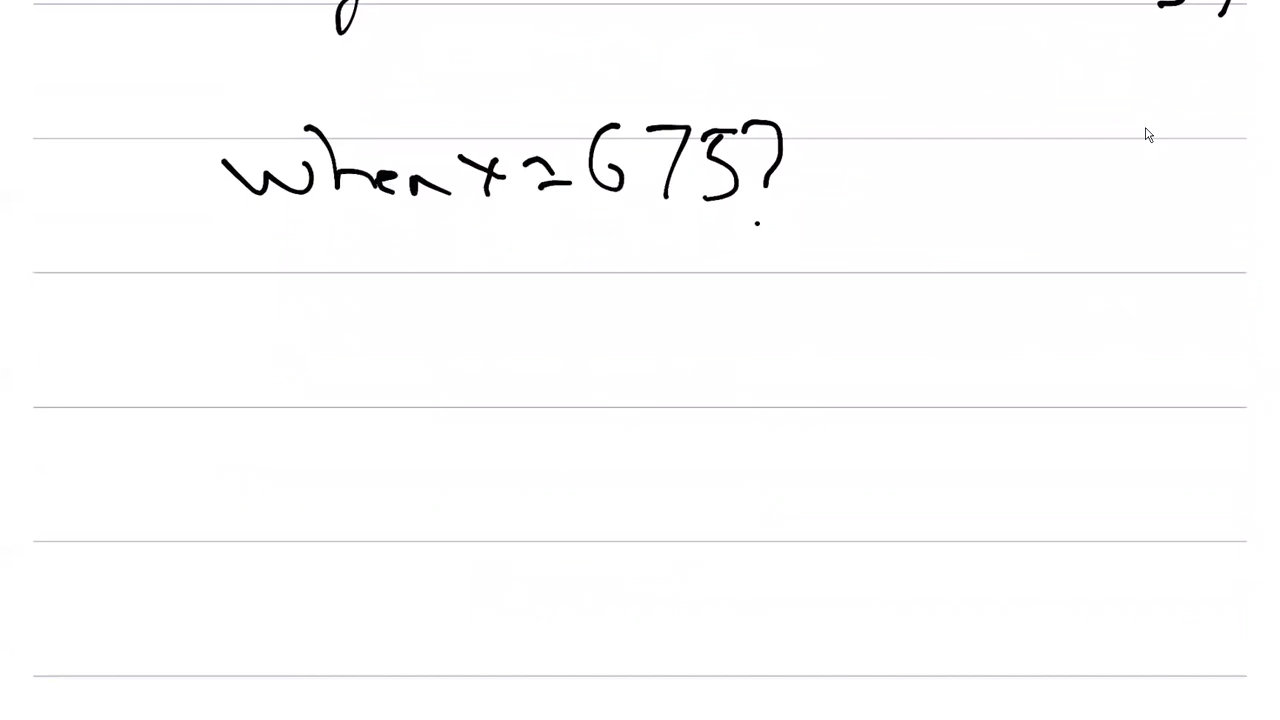 when x = 675?